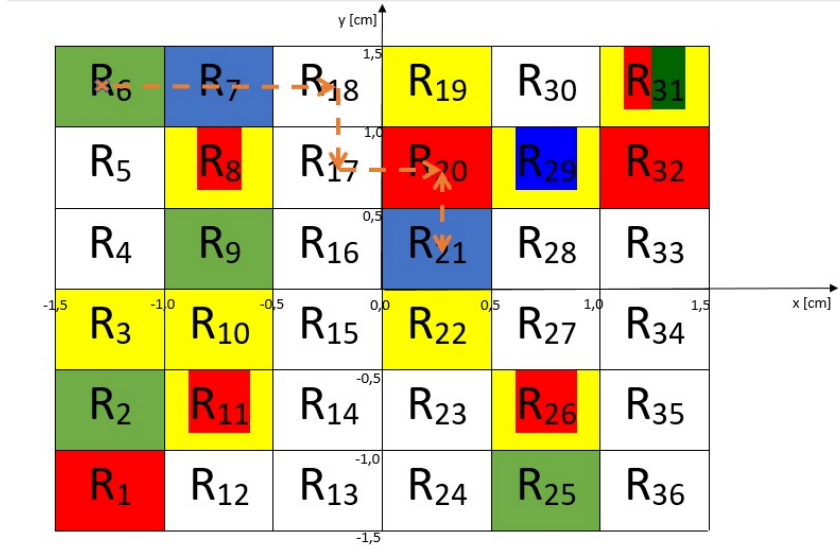 y [cm]
1,5
R6 R7 R18 R19 R30 R31
1,0
R5 R8 R17 R20 R29 R32
0,5
R4 R9 R16 R21 R28 R33
-1,5 -1,0 -0,5 0,0 0,5 1,0 1,5 x [cm]
R3 R10 R15 R22 R27 R34
-0,5
R2 R11 R14 R23 R26 R35
-1,0
R1 R12 R13 R24 R25 R36
-1,5